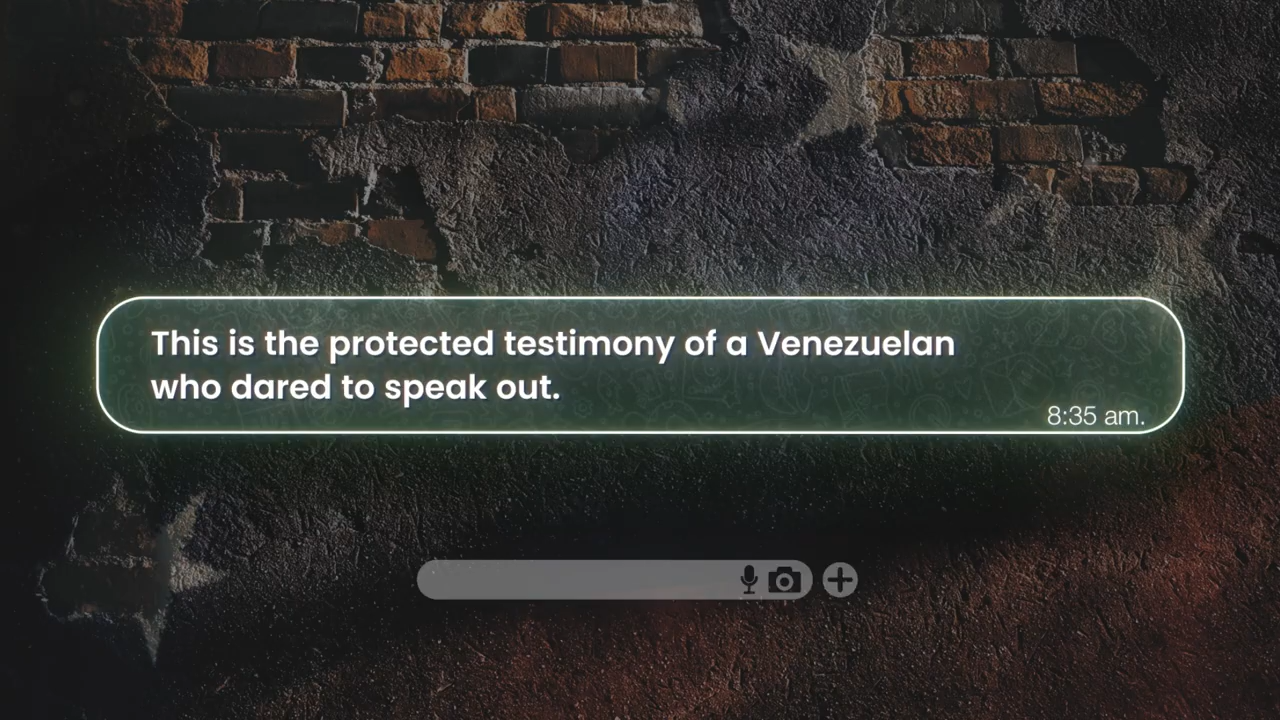 This is the protected testimony of a Venezuelan
who dared to speak out.
8:35 am.